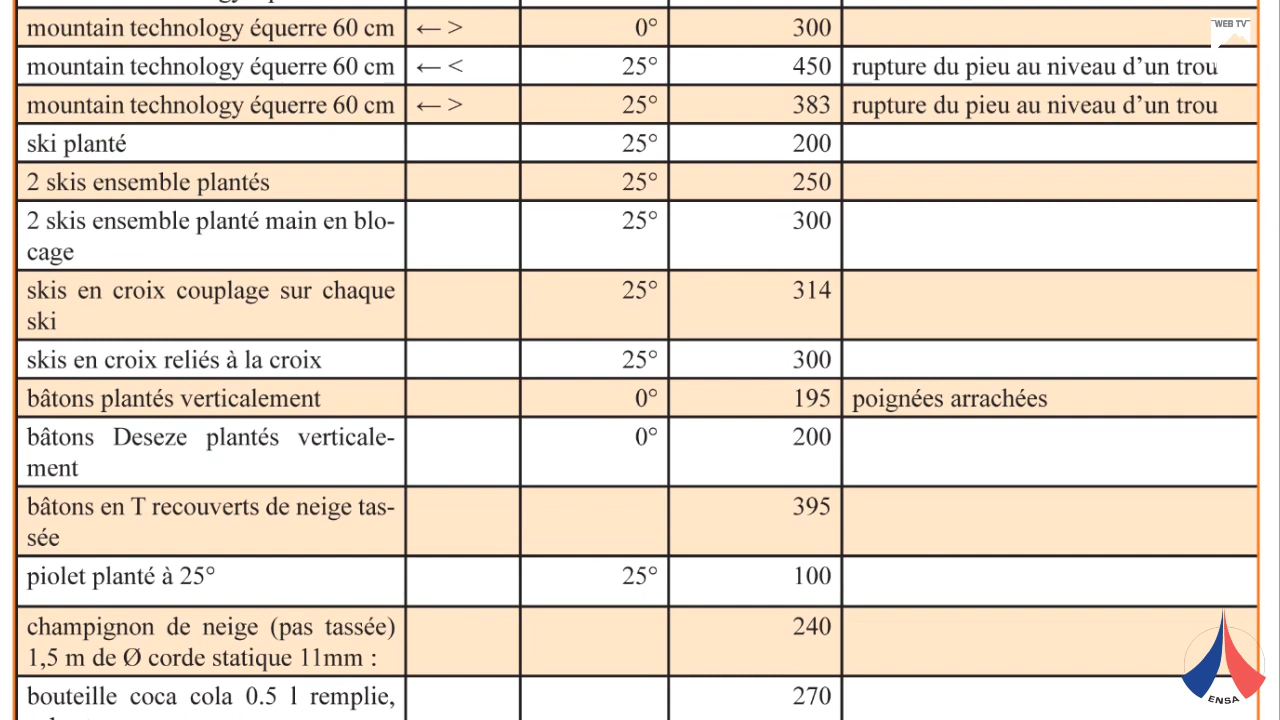 mountain technology équerre 60 cm ← > 0° 300
WEB TV
mountain technology équerre 60 cm ← < 25° 450 rupture du pieu au niveau d’un trou
mountain technology équerre 60 cm ← > 25° 383 rupture du pieu au niveau d’un trou
ski planté 25° 200
2 skis ensemble plantés 25° 250
2 skis ensemble planté main en blo- 25° 300
cage
skis en croix couplage sur chaque 25° 314
ski
skis en croix reliés à la croix 25° 300
bâtons plantés verticalement 0° 195 poignées arrachées
bâtons Deseze plantés verticale- 0° 200
ment
bâtons en T recouverts de neige tas- 395
sée
piolet planté à 25° 25° 100
champignon de neige (pas tassée) 240
1,5 m de Ø corde statique 11mm :
bouteille coca cola 0.5 l remplie, 270
ENSA